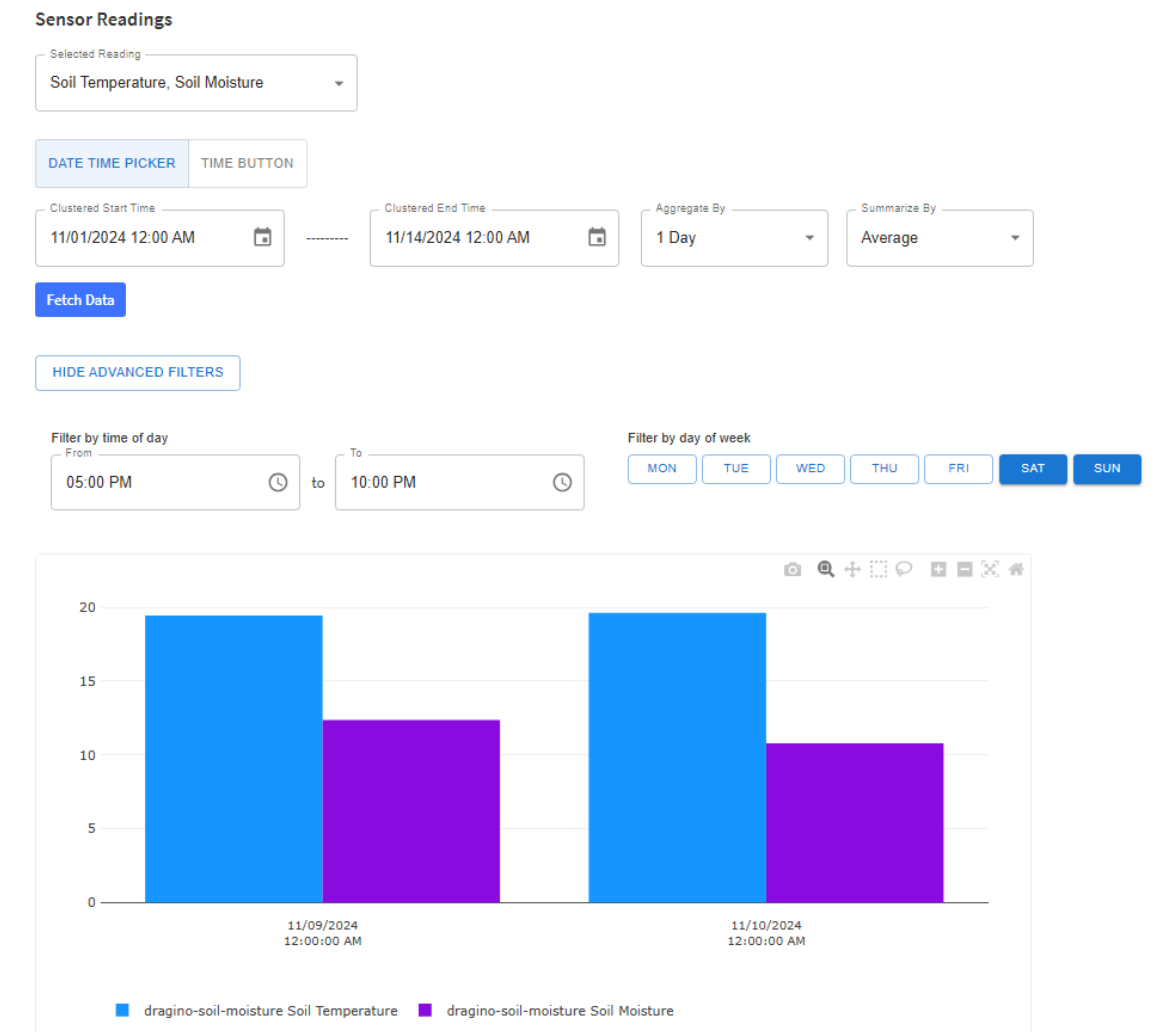 Sensor Readings
Selected Reading
Soil Temperature, Soil Moisture
DATE TIME PICKER TIME BUTTON
Clustered Start Time Clustered End Time Aggregate By Summarize By
11/01/2024 12:00 AM --------- 11/14/2024 12:00 AM 1 Day Average
Fetch Data
HIDE ADVANCED FILTERS
Filter by time of day Filter by day of week
From To
05:00 PM to 10:00 PM MON TUE WED THU FRI SAT SUN
20
15
10
5
0
11/09/2024 11/10/2024
12:00:00 AM 12:00:00 AM
dragino-soil-moisture Soil Temperature dragino-soil-moisture Soil Moisture